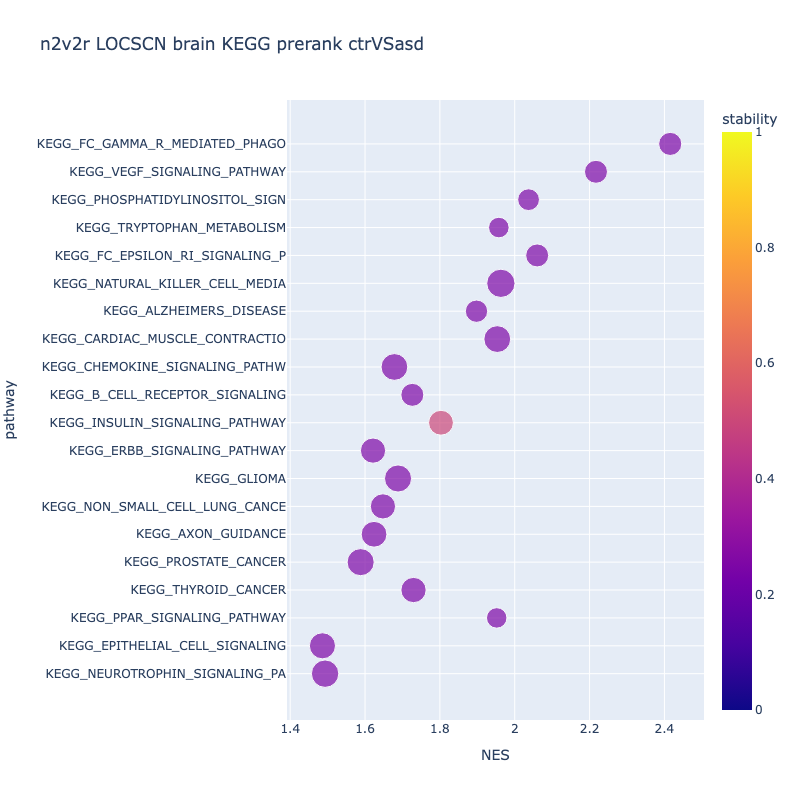 n2v2r LOCSCN brain KEGG prerank ctrVSasd
stability
pathway
KEGG_FC_GAMMA_R_MEDIATED_PHAGO
KEGG_VEGF_SIGNALING_PATHWAY
KEGG_PHOSPHATIDYLINOSITOL_SIGN
KEGG_TRYPTOPHAN_METABOLISM
KEGG_FC_EPSILON_RI_SIGNALING_P
KEGG_NATURAL_KILLER_CELL_MEDIA
KEGG_ALZHEIMERS_DISEASE
KEGG_CARDIAC_MUSCLE_CONTRACTIO
KEGG_CHEMOKINE_SIGNALING_PATHW
KEGG_B_CELL_RECEPTOR_SIGNALING
KEGG_INSULIN_SIGNALING_PATHWAY
KEGG_ERBB_SIGNALING_PATHWAY
KEGG_GLIOMA
KEGG_NON_SMALL_CELL_LUNG_CANCE
KEGG_AXON_GUIDANCE
KEGG_PROSTATE_CANCER
KEGG_THYROID_CANCER
KEGG_PPAR_SIGNALING_PATHWAY
KEGG_EPITHELIAL_CELL_SIGNALING
KEGG_NEUROTROPHIN_SIGNALING_PA
1
0.8
0.6
0.4
0.2
0
1.4 1.6 1.8 2 2.2 2.4
NES